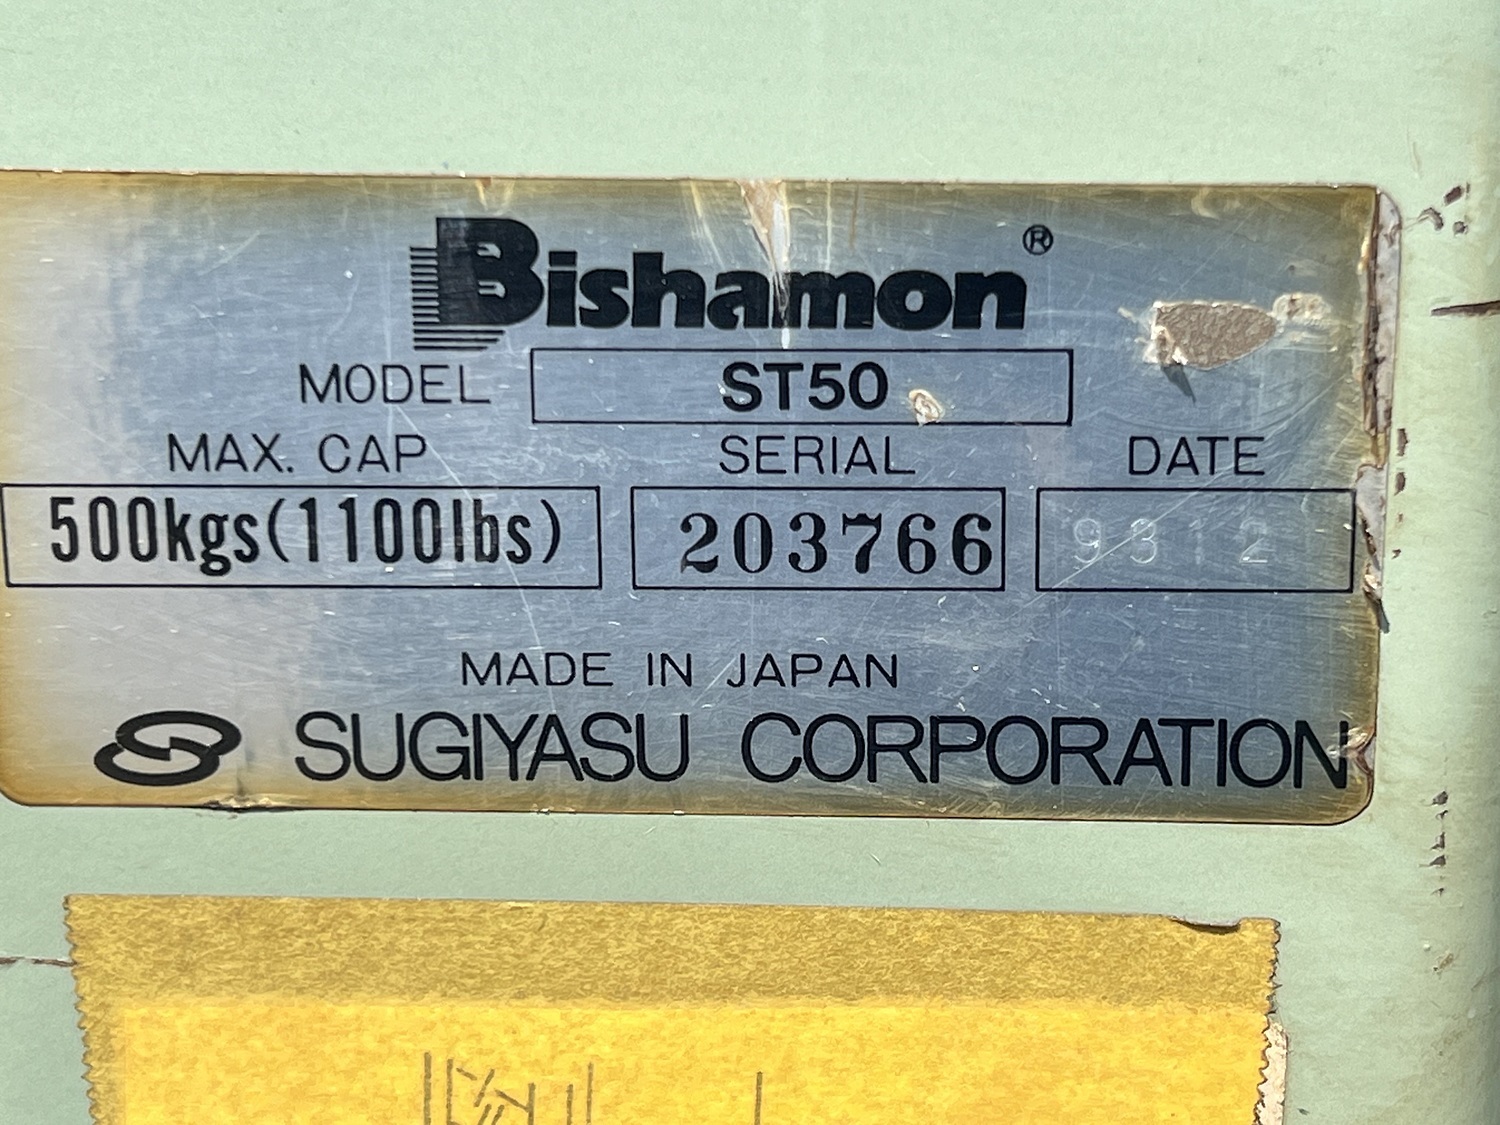 Bishamon®
MODEL ST50
MAX. CAP SERIAL DATE
500kgs(1100lbs) 203766 9312
MADE IN JAPAN
SUGIYASU CORPORATION